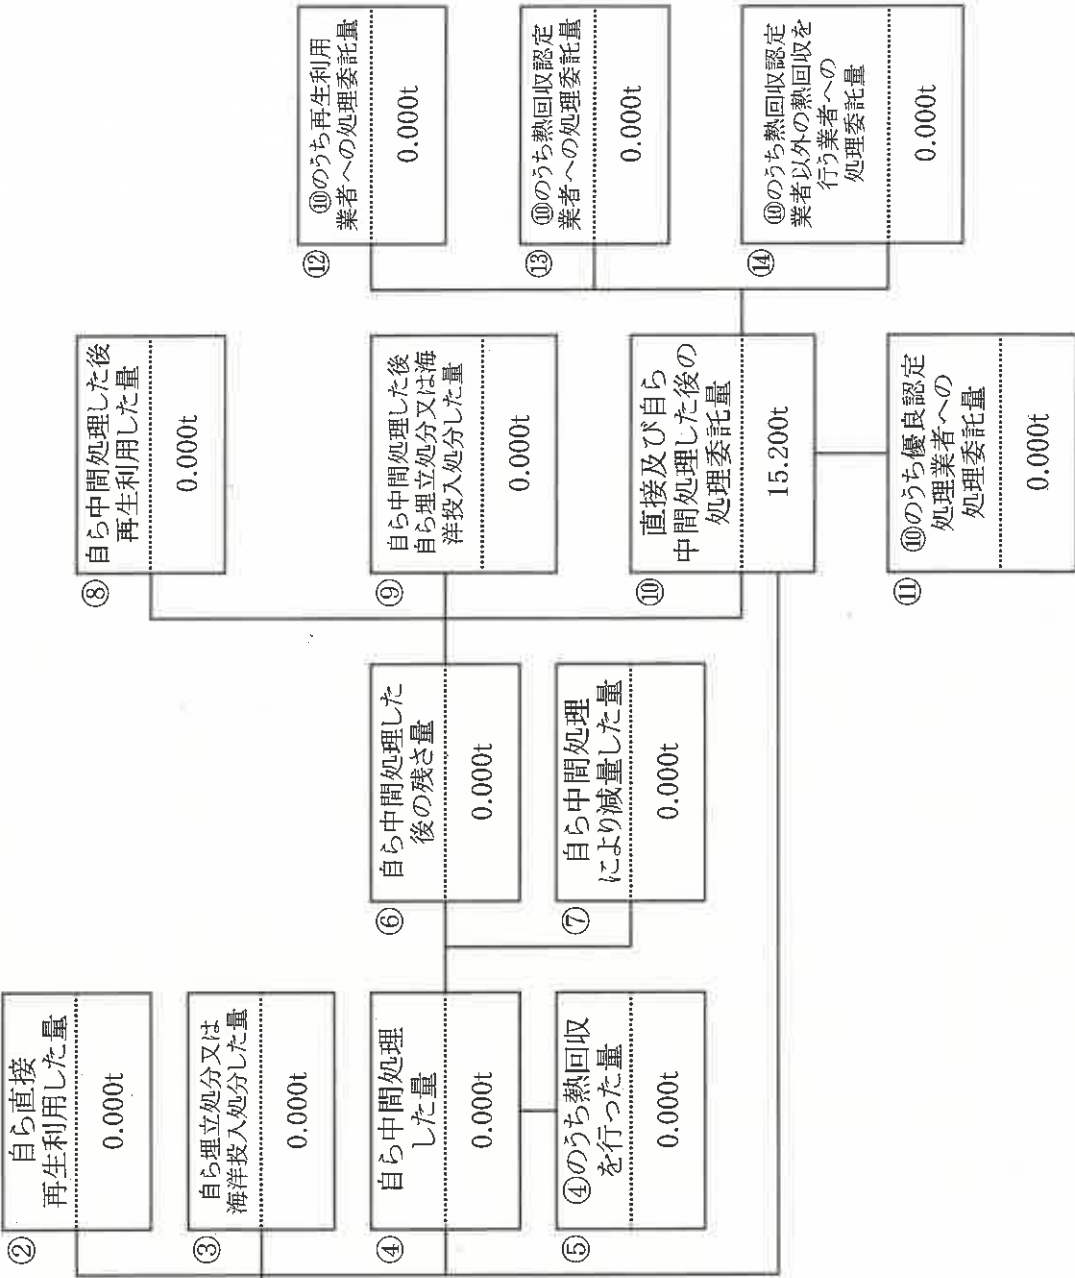 ②
自ら直接
再生利用した量
0.000t
③
自ら埋立処分又は
海洋投入処分した量
0.000t
④
自ら中間処理
した量
0.000t
⑤
④のうち熱回収
を行った量
0.000t
⑥
自ら中間処理した
後の残さ量
0.000t
⑦
自ら中間処理
により減量した量
0.000t
⑧
自ら中間処理した後
再生利用した量
0.000t
⑨
自ら中間処理した後
自ら埋立処分又は海
洋投入処分した量
0.000t
⑩
直接及び自ら
中間処理した後の
処理委託量
15.200t
⑪
⑩のうち優良認定
処理業者への
処理委託量
0.000t
⑫
⑩のうち再生利用
業者への処理委託量
0.000t
⑬
⑩のうち熱回収認定
業者への処理委託量
0.000t
⑭
⑩のうち熱回収認定
業者以外の熱回収を
行う業者への
処理委託量
0.000t